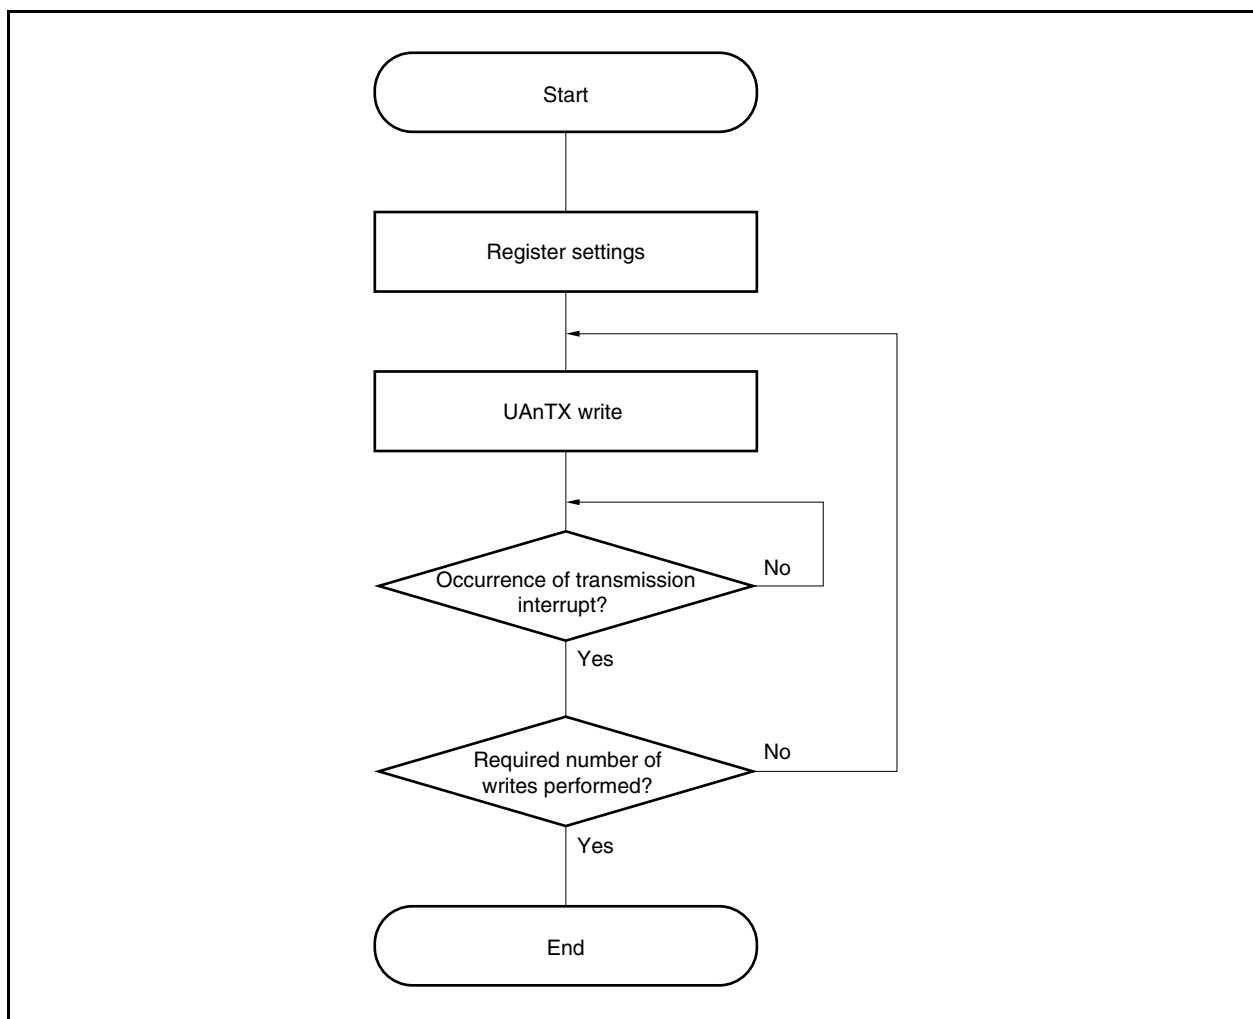 Start
Register settings
UAnTX write
Occurrence of transmission
interrupt?
No
Yes
Required number of
writes performed?
No
Yes
End